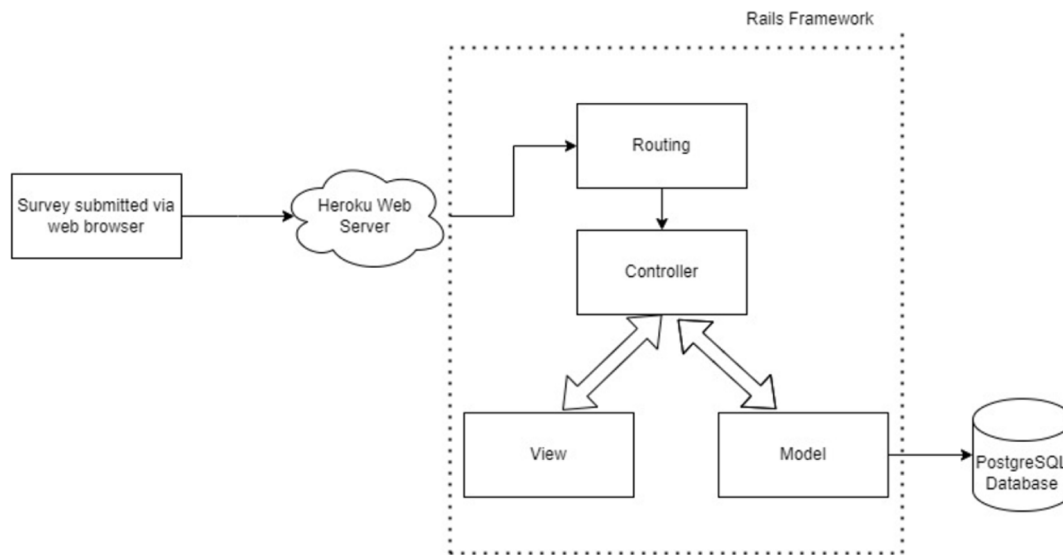 Rails Framework
Routing
Survey submitted via
web browser
Heroku Web
Server
Controller
View
Model
PostgreSQL
Database